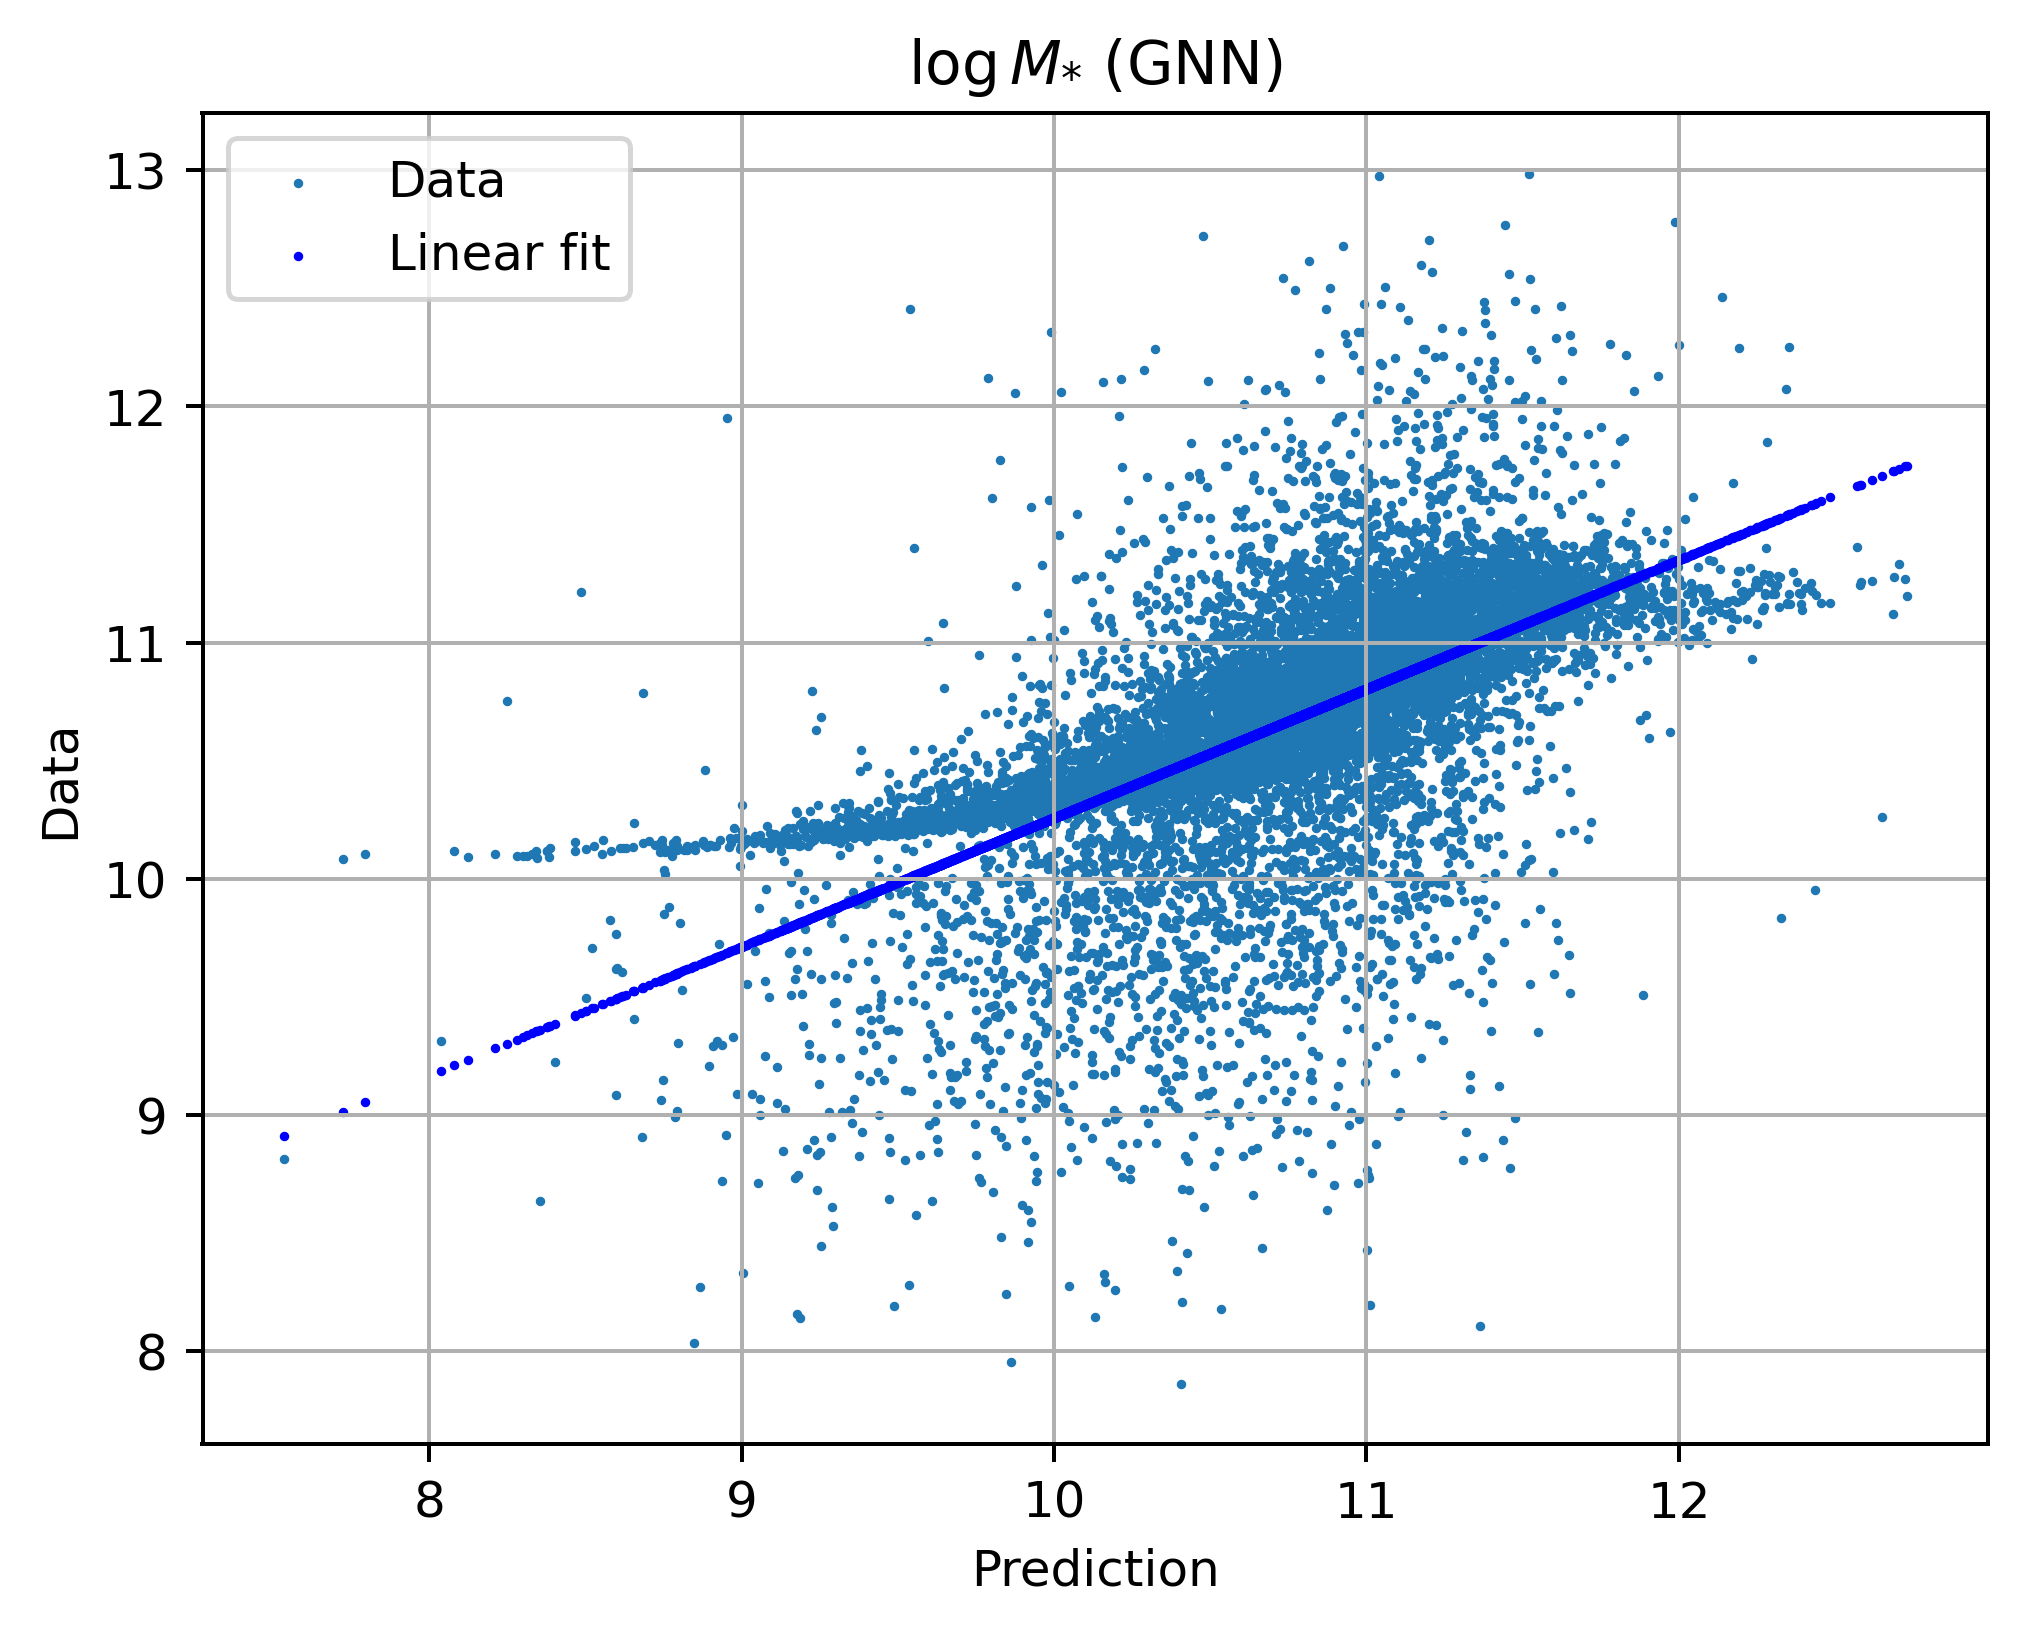 log M* (GNN)
Data
Linear fit
13
12
11
10
9
8
Data
8 9 10 11 12
Prediction